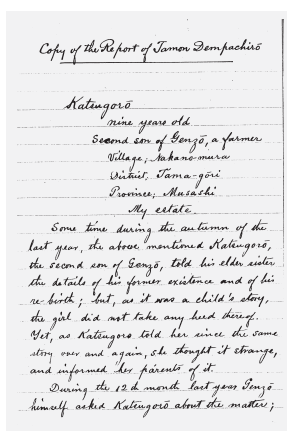 Copy of the Report of Tamon Dempachirō
Katsugorō
nine years old
Second son of Genzō, a farmer
Village; Nakano-mura
District, Tama-gōri
Province; Musashi
My estate.
Some time during the autumn of the
last year, the above mentioned Katsugorō,
the second son of Genzō, told his elder sister
the details of his former existence and of his
re-birth; but, as it was a child's story,
the girl did not take any heed thereof.
Yet, as Katsugoro told her since the same
story over and again, she thought it strange,
and informed her parents of it.
During the 12th month last year Genzō
himself asked Katsugorō about the matter;